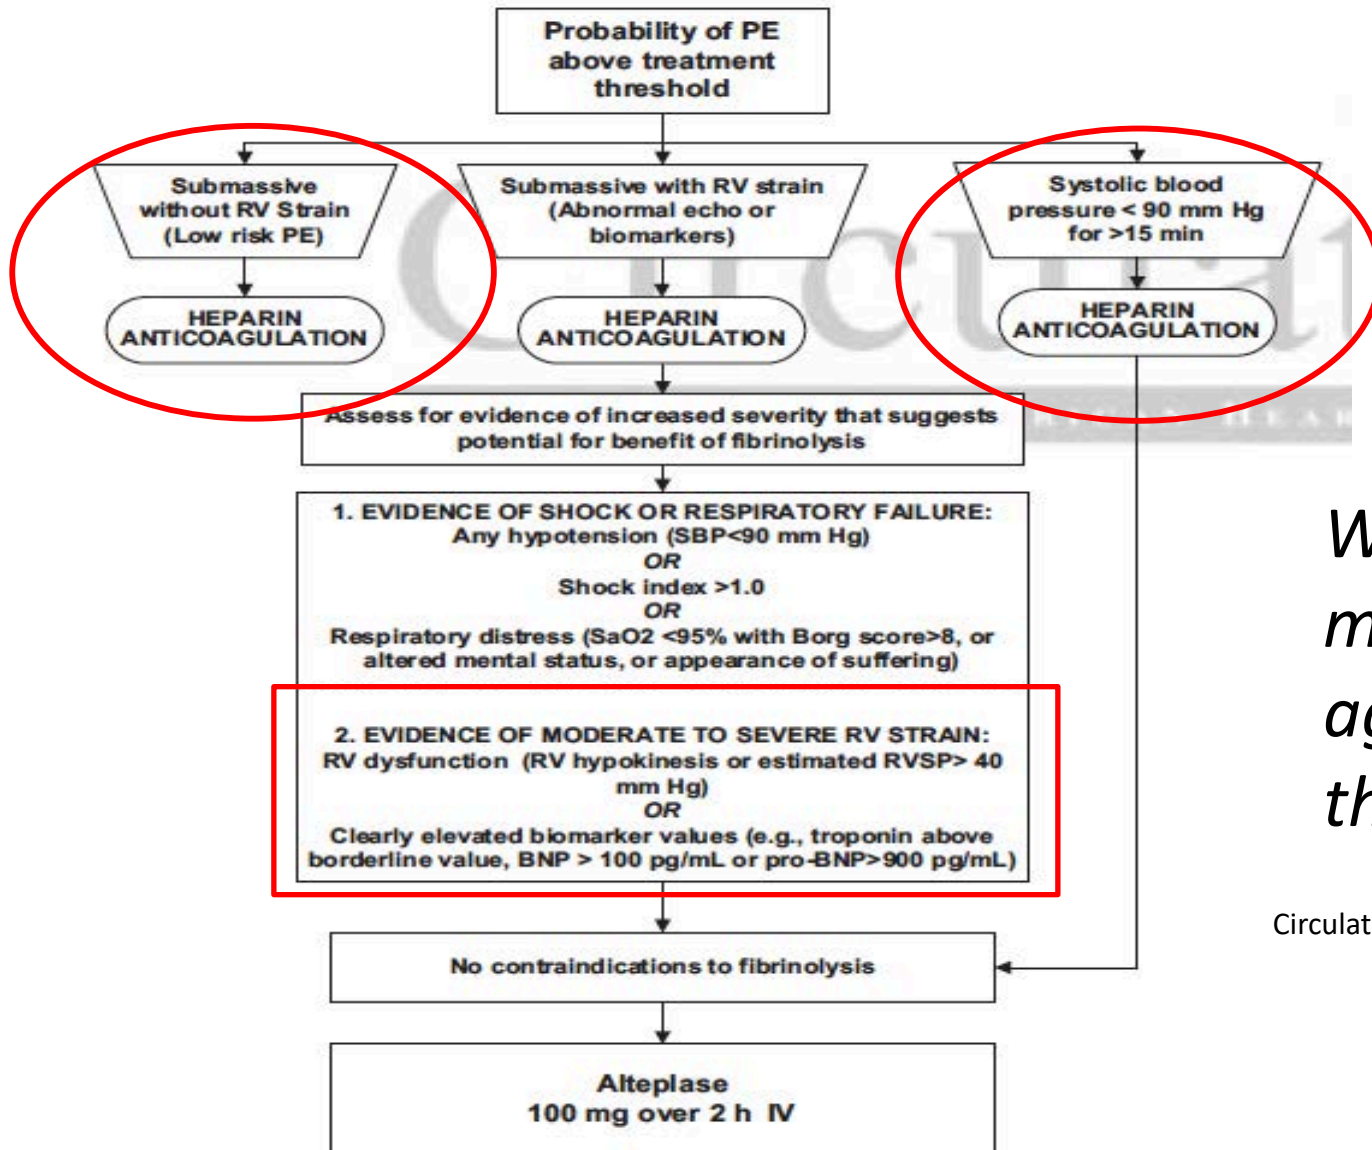 Probability of PE
above treatment
threshold
Submassive
without RV Strain
(Low risk PE)
Submassive with RV strain
(Abnormal echo or
biomarkers)
Systolic blood
pressure < 90 mm Hg
for >15 min
HEPARIN
ANTICOAGULATION
HEPARIN
ANTICOAGULATION
HEPARIN
ANTICOAGULATION
Assess for evidence of increased severity that suggests
potential for benefit of fibrinolysis
1. EVIDENCE OF SHOCK OR RESPIRATORY FAILURE:
Any hypotension (SBP<90 mm Hg)
OR
Shock index >1.0
OR
Respiratory distress (SaO2 <95% with Borg score>8, or
altered mental status, or appearance of suffering)
2. EVIDENCE OF MODERATE TO SEVERE RV STRAIN:
RV dysfunction (RV hypokinesis or estimated RVSP> 40
mm Hg)
OR
Clearly elevated biomarker values (e.g., troponin above
borderline value, BNP > 100 pg/mL or pro-BNP>900 pg/mL)
No contraindications to fibrinolysis
Alteplase
100 mg over 2 h IV
W
m
ag
th
Circulat